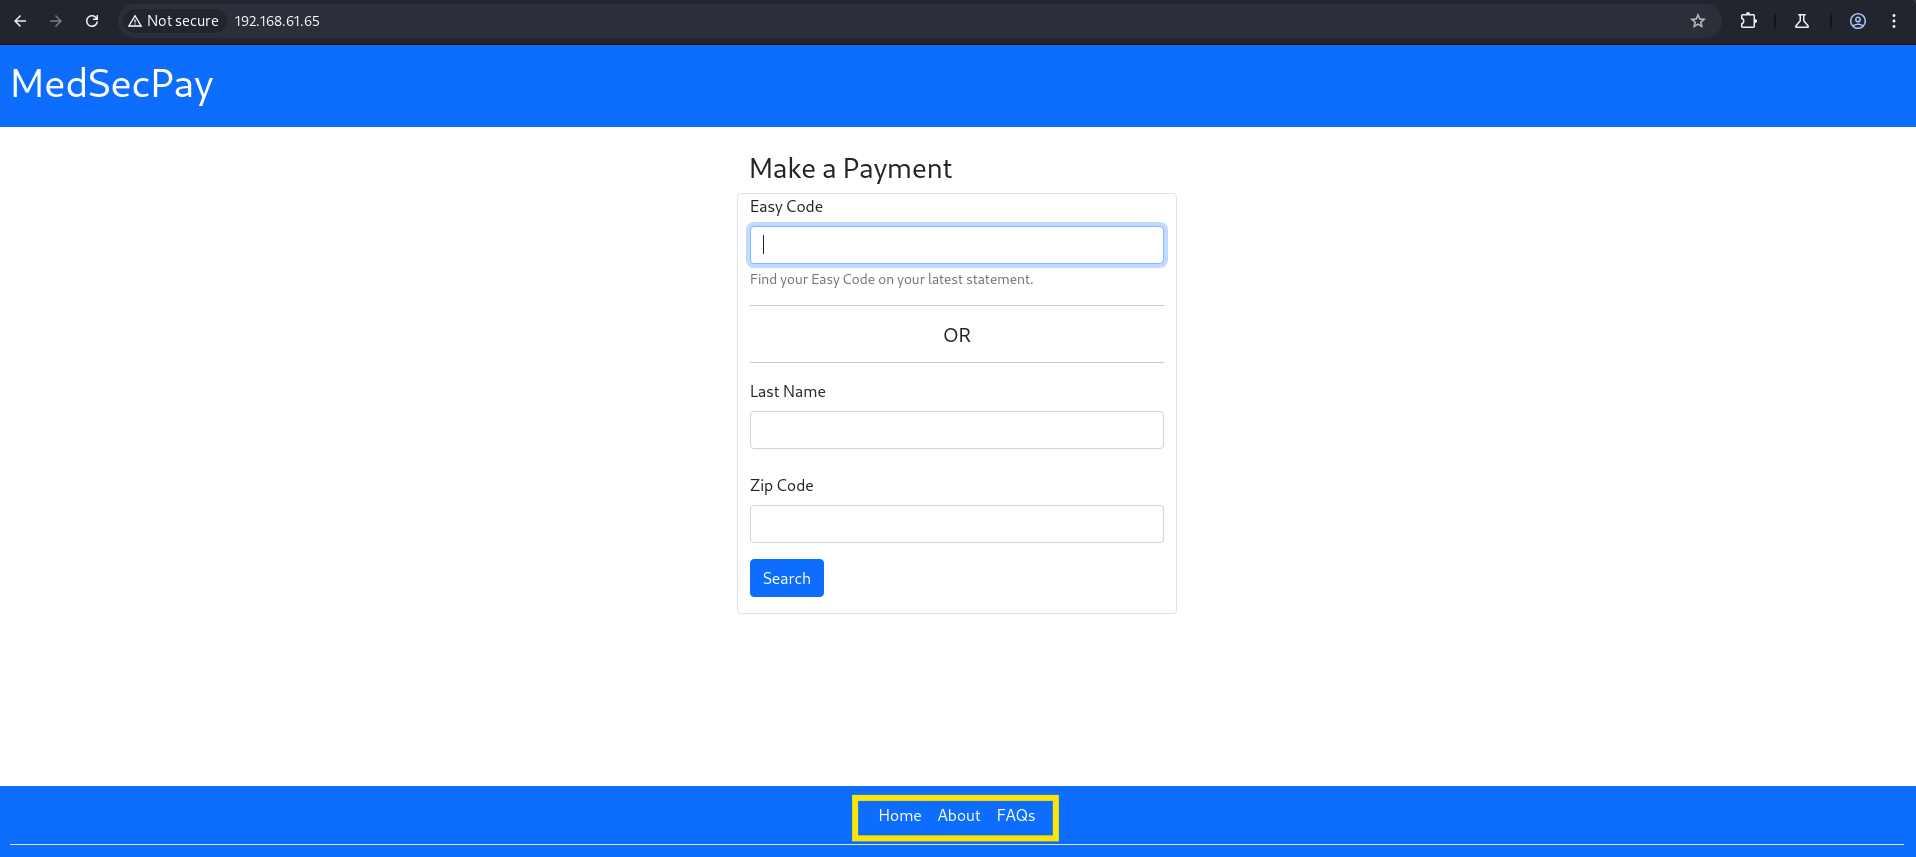 Not secure 192.168.61.65
MedSecPay
Make a Payment
Easy Code
Find your Easy Code on your latest statement.
OR
Last Name
Zip Code
Search
Home About FAQs